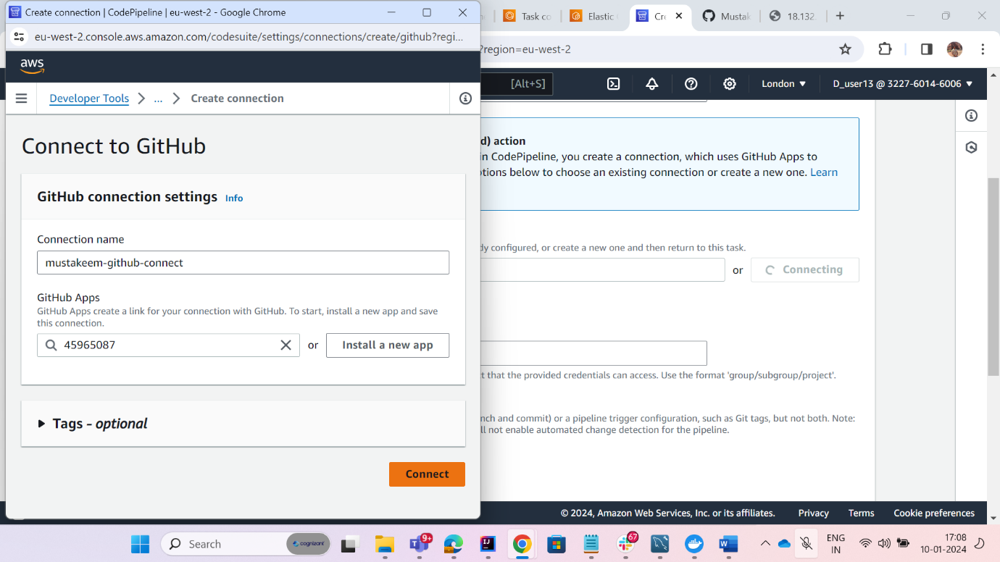 Create connection | CodePipeline | eu-west-2 - Google Chrome
eu-west-2.console.aws.amazon.com/codesuite/settings/connections/create/github?regi...
aws
Developer Tools
...
Create connection
Connect to GitHub
GitHub connection settings Info
Connection name
mustakeem-github-connect
GitHub Apps
GitHub Apps create a link for your connection with GitHub. To start, install a new app and save
this connection.
45965087
or
Install a new app
Tags - optional
Connect
Task co
Elastic
Cre
Mustak
18.132.
?region=eu-west-2
[Alt+S]
London
D_user13 @ 3227-6014-6006
d) action
in CodePipeline, you create a connection, which uses GitHub Apps to
tions below to choose an existing connection or create a new one. Learn
dy configured, or create a new one and then return to this task.
or
Connecting
t that the provided credentials can access. Use the format 'group/subgroup/project'.
nch and commit) or a pipeline trigger configuration, such as Git tags, but not both. Note:
ll not enable automated change detection for the pipeline.
© 2024, Amazon Web Services, Inc. or its affiliates.
Privacy
Terms
Cookie preferences
Search
cognizant
9+
67
ENG
IN
17:08
10-01-2024